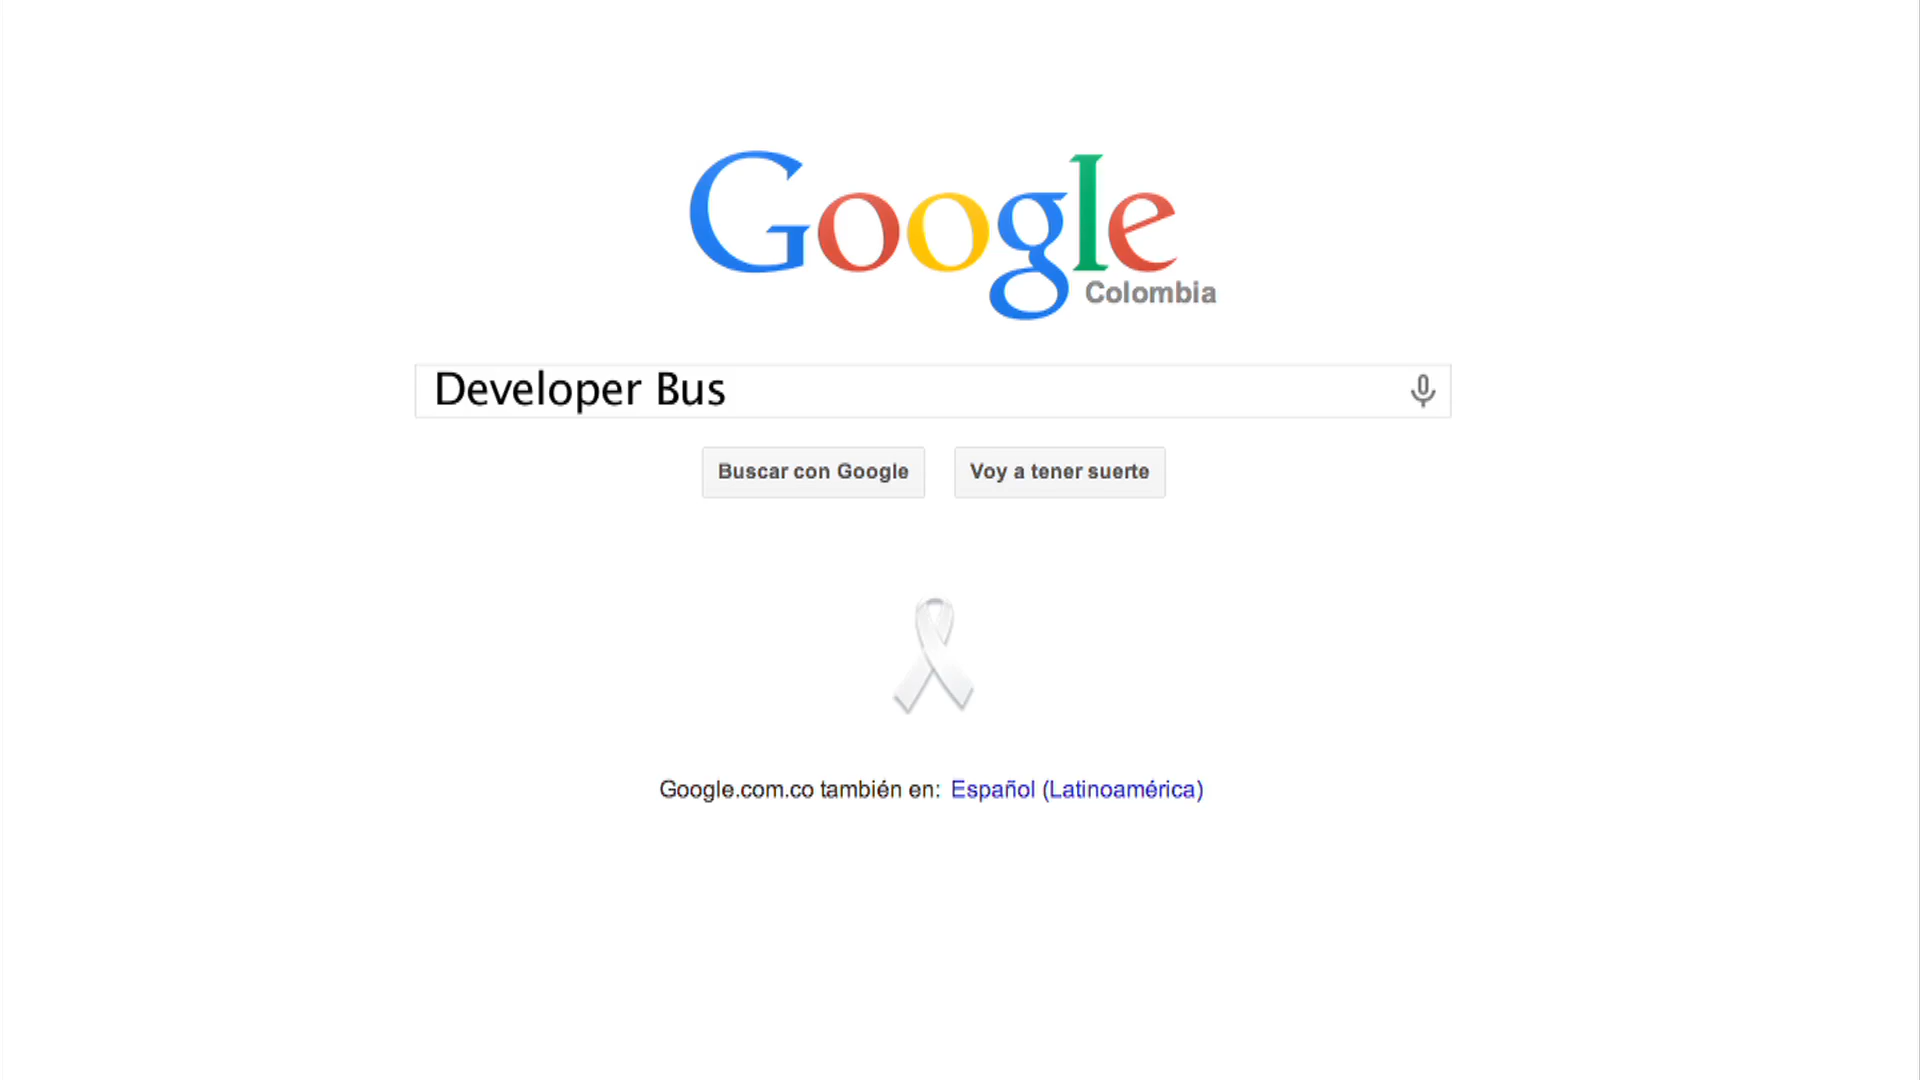 Google
Colombia
Developer Bus
Buscar con Google
Voy a tener suerte
Google.com.co también en: Español (Latinoamérica)